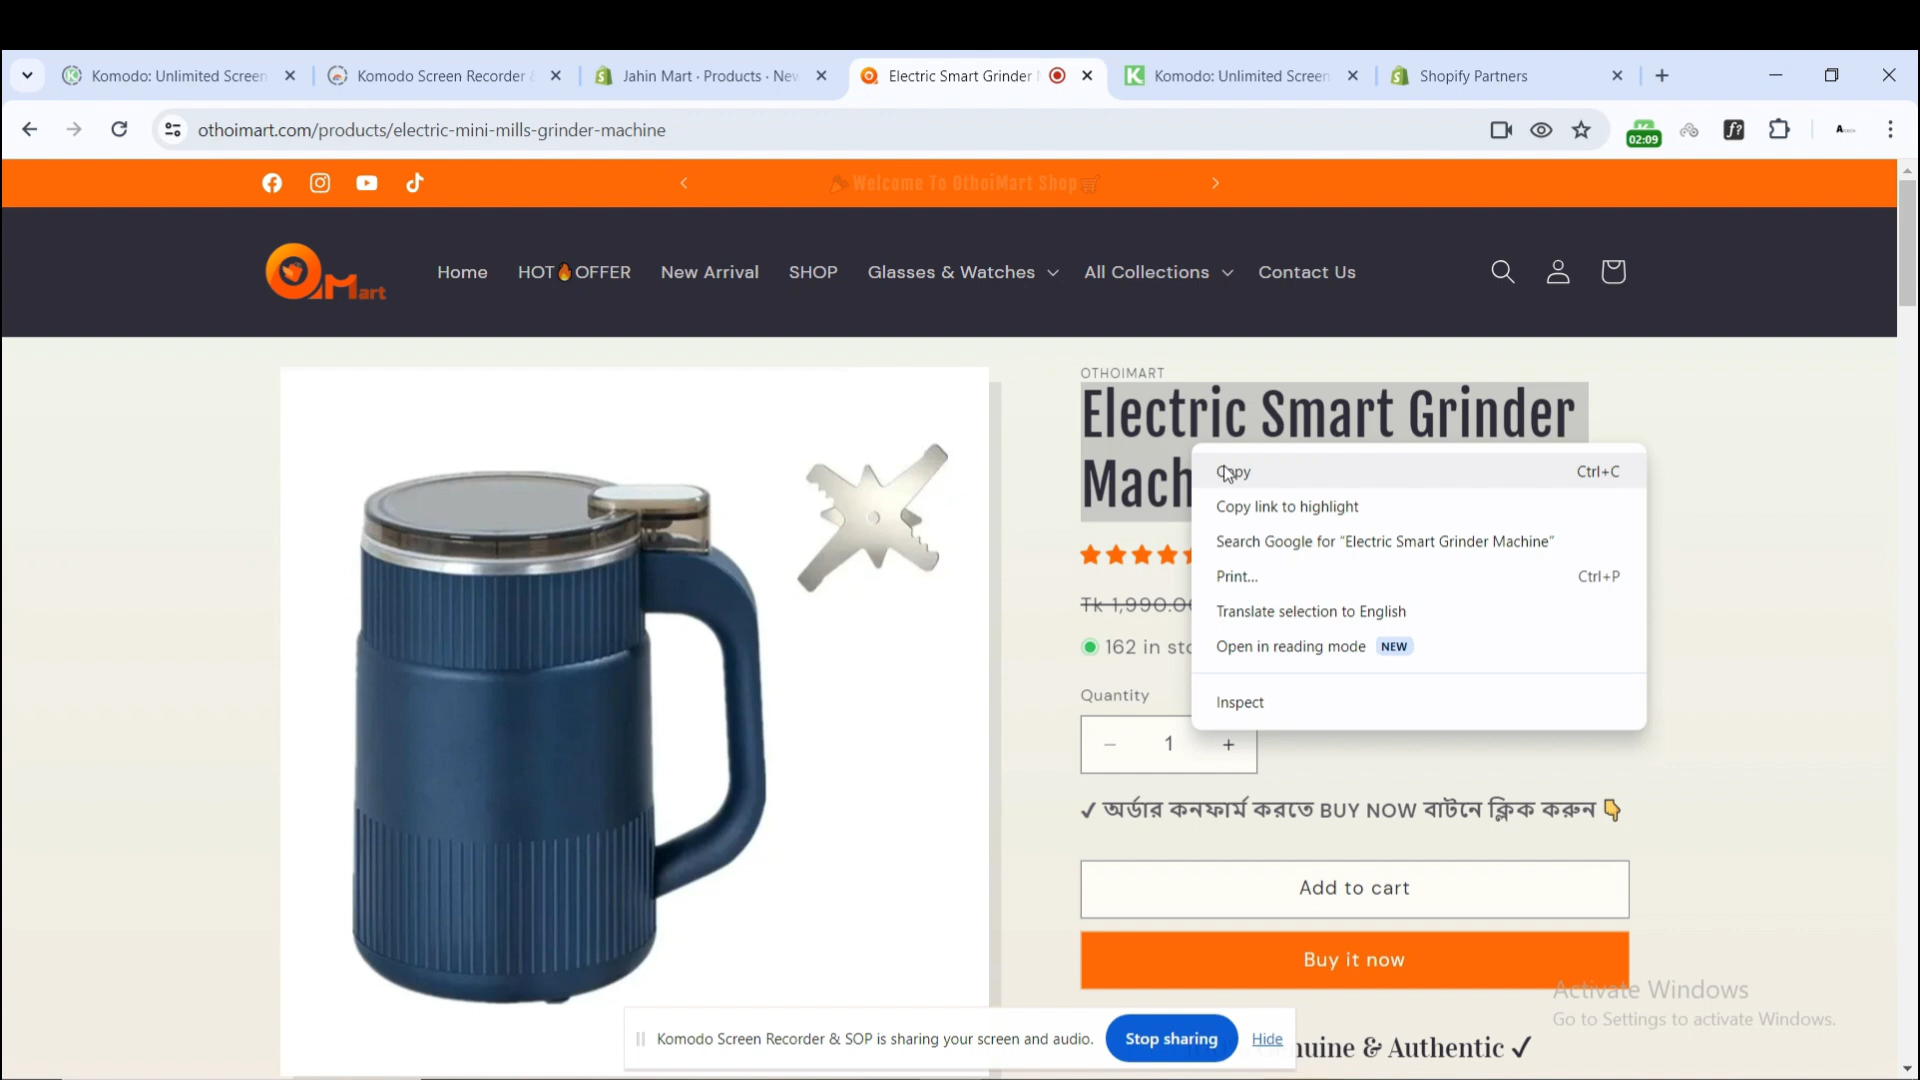 Komodo: Unlimited Screen
Komodo Screen Recorder &
Jahin Mart · Products · New
Electric Smart Grinder
Komodo: Unlimited Screen
Shopify Partners
othoimart.com/products/electric-mini-mills-grinder-machine
02:09
Welcome To OthoiMart Shop
Mart
Home
HOT🔥OFFER
New Arrival
SHOP
Glasses & Watches
All Collections
Contact Us
OTHOIMART
Electric Smart Grinder
Mach
Copy Ctrl+C
Copy link to highlight
Search Google for “Electric Smart Grinder Machine”
Print... Ctrl+P
Translate selection to English
Open in reading mode NEW
Inspect
Tk 1,990.0
162 in sto
Quantity
− 1 +
✓ অর্ডার কনফার্ম করতে BUY NOW বাটনে ক্লিক করুন 👇
Add to cart
Buy it now
Activate Windows
Go to Settings to activate Windows.
Komodo Screen Recorder & SOP is sharing your screen and audio.
Stop sharing
Hide
nuine & Authentic ✓